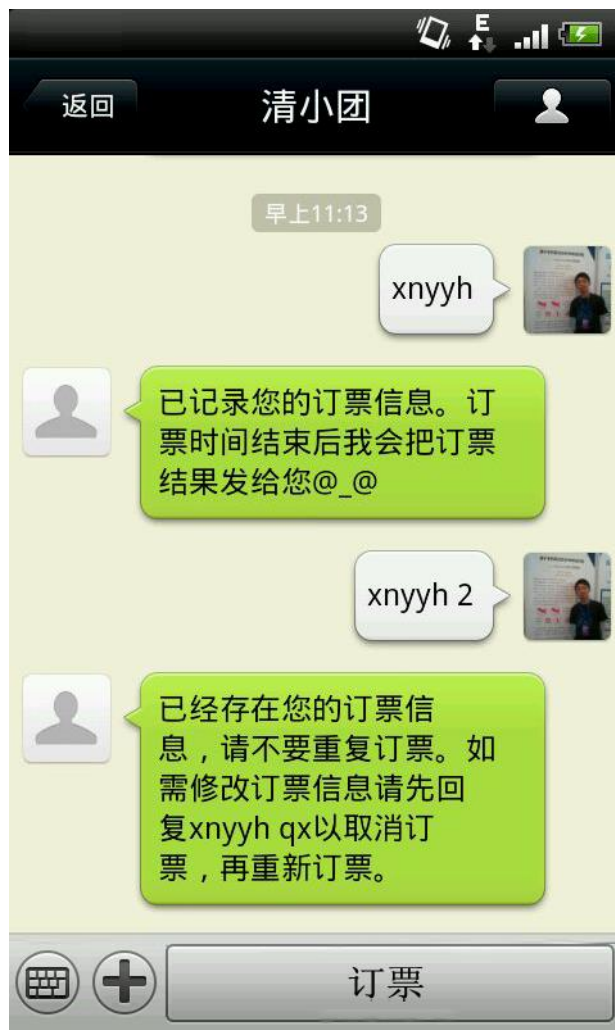 E
返回
清小团
早上11:13
xnyyh
已记录您的订票信息。订
票时间结束后我会把订票
结果发给您@_@
xnyyh 2
已经存在您的订票信
息，请不要重复订票。如
需修改订票信息请先回
复xnyyh qx以取消订
票，再重新订票。
订票